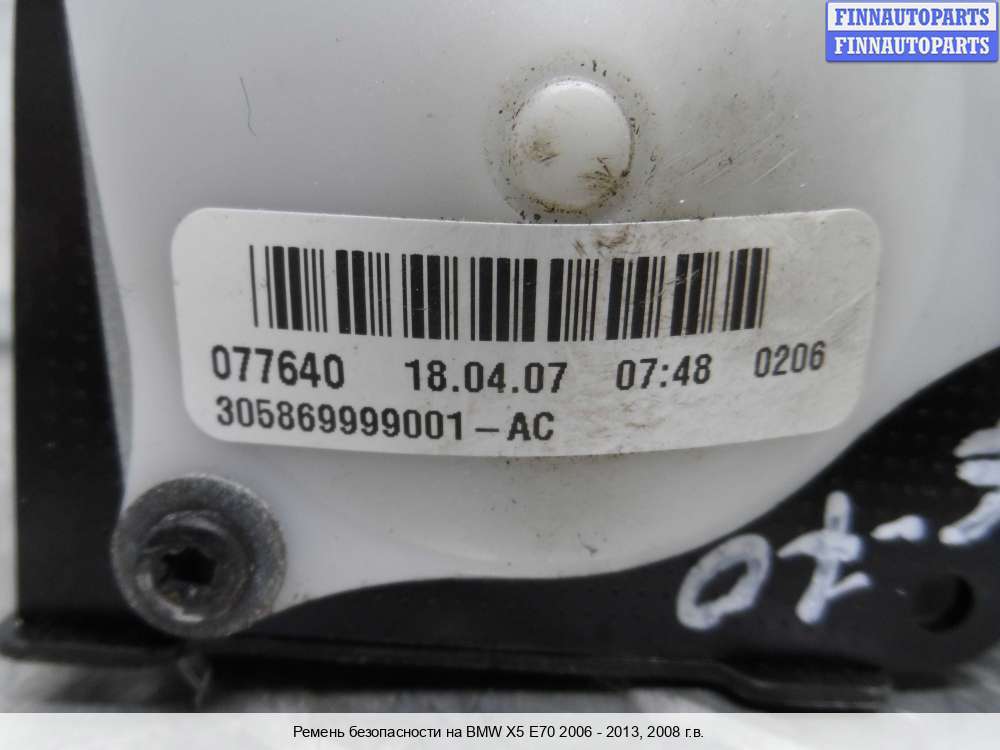 FINNAUTOPARTS
FINNAUTOPARTS
077640 18.04.07 07:48 0206
305869999001-AC
Ремень безопасности на BMW X5 E70 2006 - 2013, 2008 г.в.